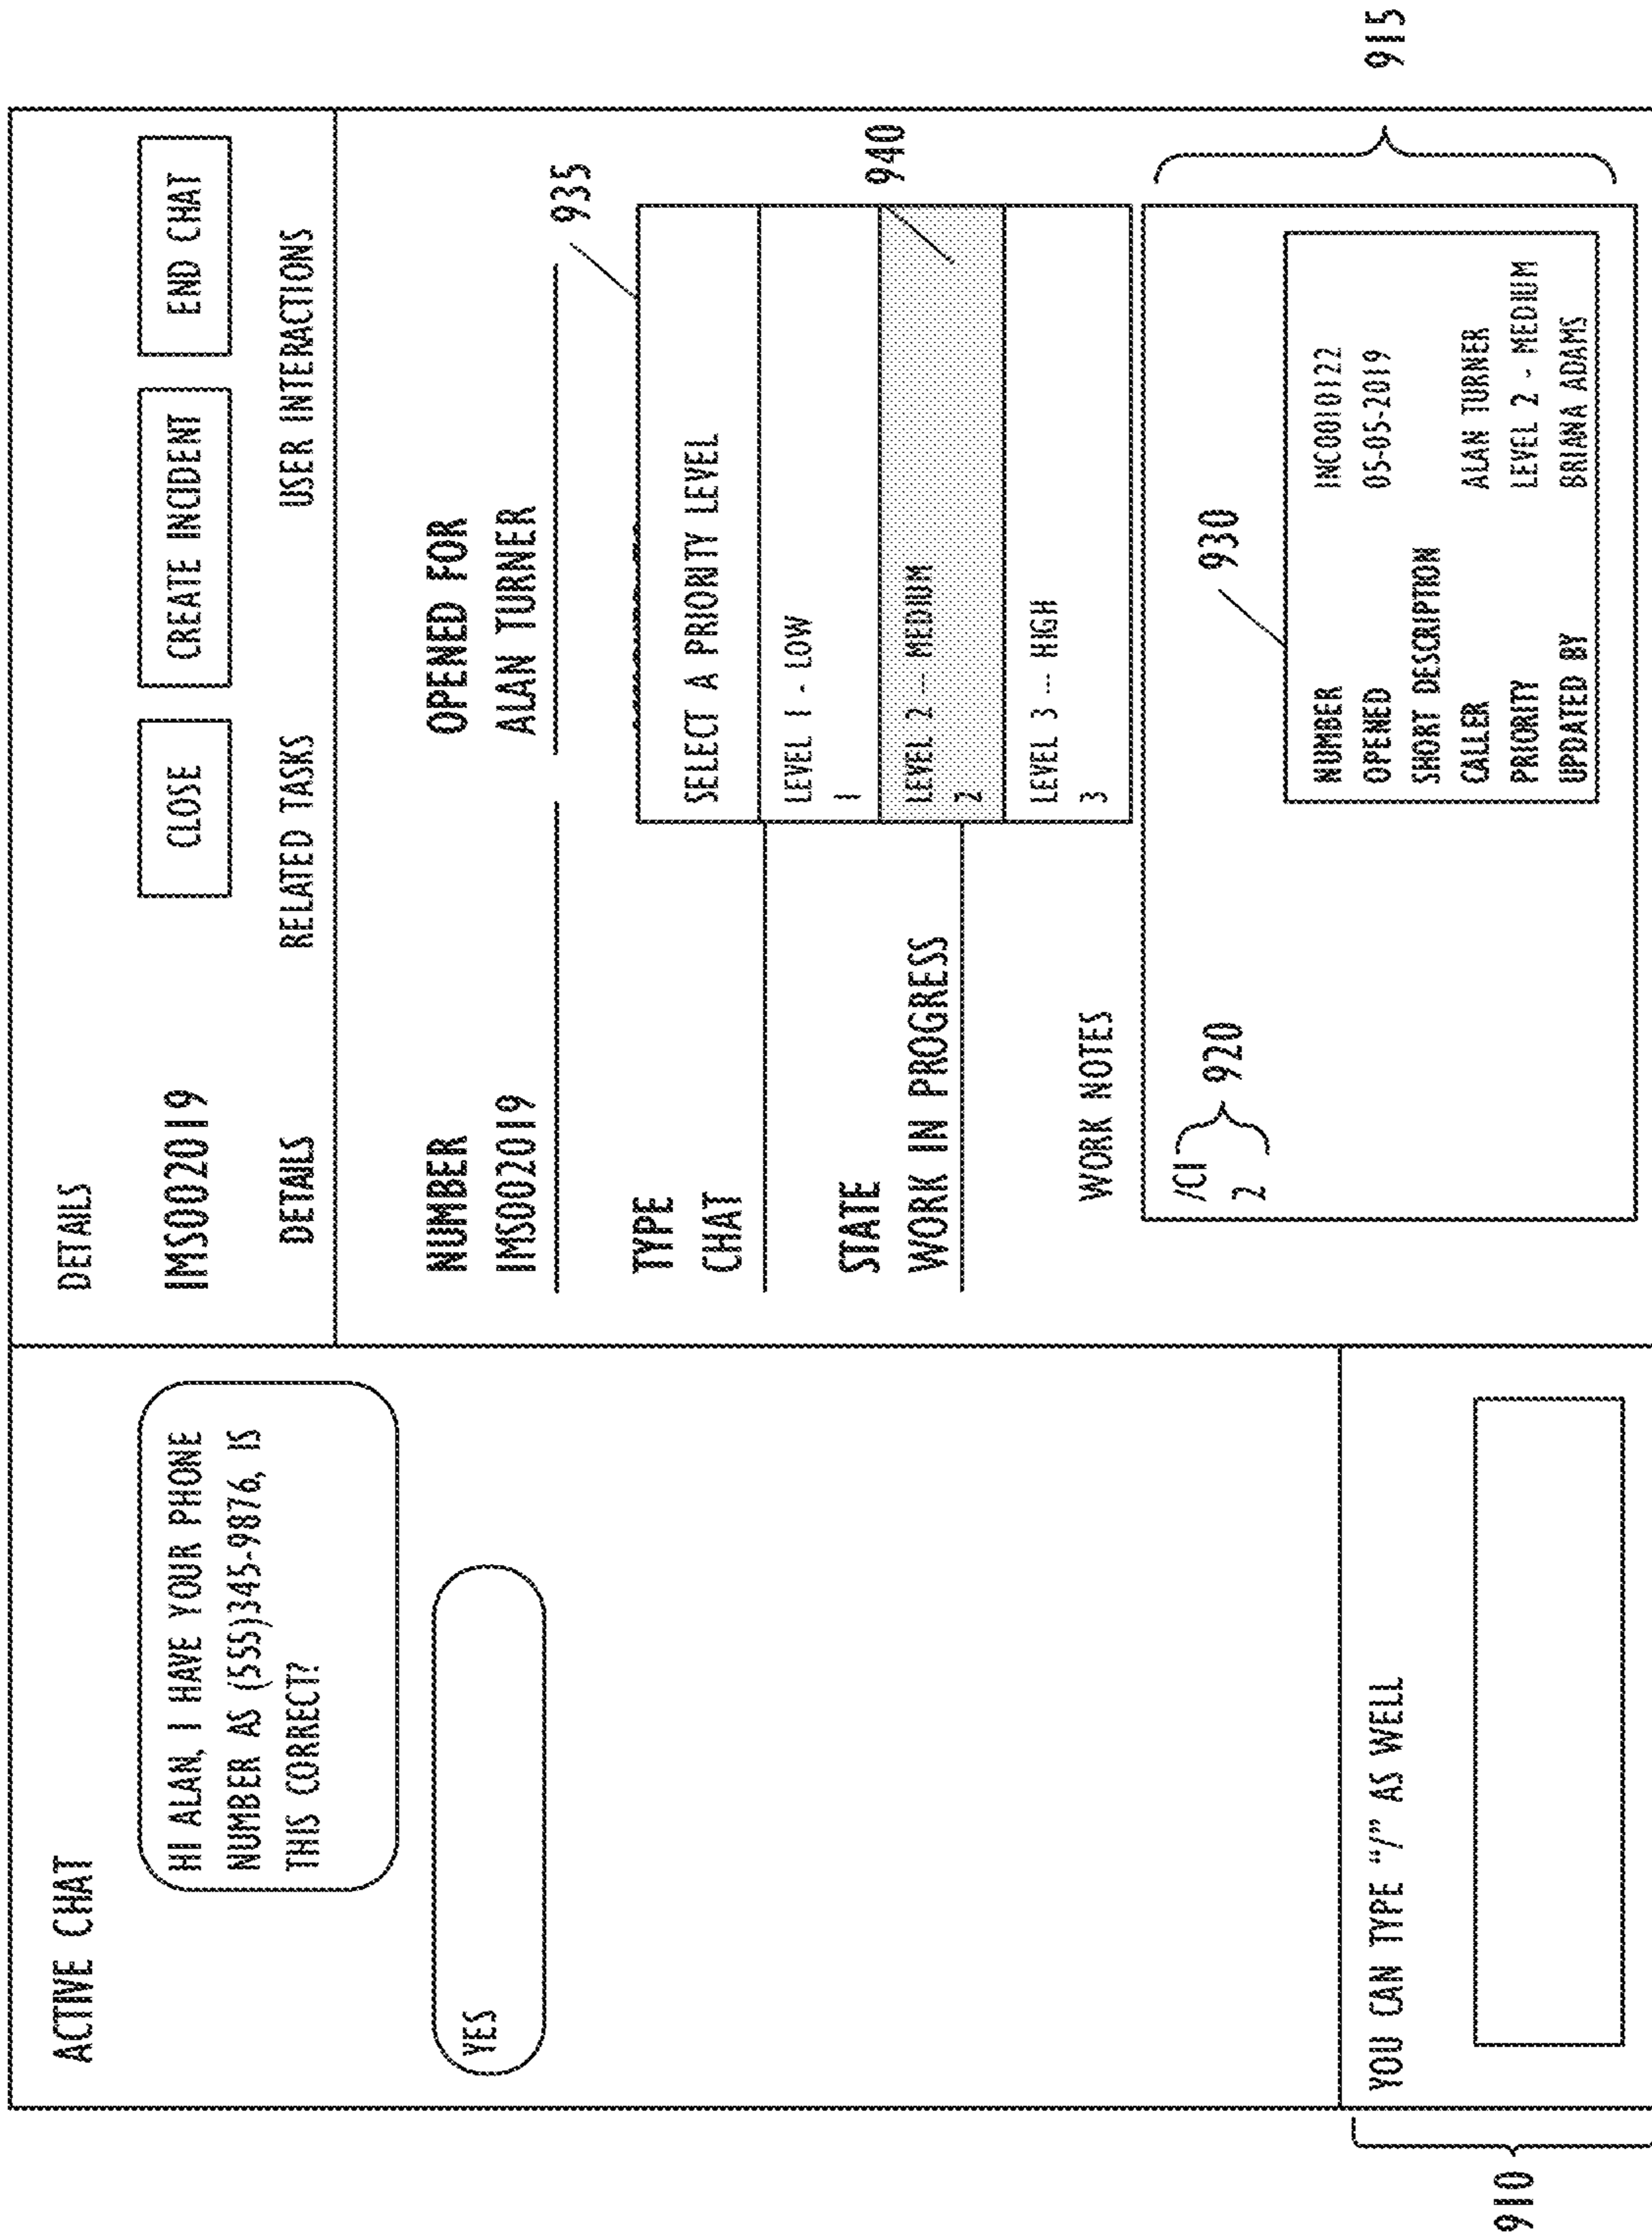 ACTIVE CHAT
HI ALAN, I HAVE YOUR PHONE
NUMBER AS (555)345-9876, IS
THIS CORRECT?
YES
YOU CAN TYPE “/” AS WELL
910
DETAILS
IMS002019
CLOSE
CREATE INCIDENT
END CHAT
DETAILS
RELATED TASKS
USER INTERACTIONS
NUMBER
IMS002019
OPENED FOR
ALAN TURNER
935
TYPE
CHAT
SELECT A PRIORITY LEVEL
LEVEL 1 - LOW
1
940
LEVEL 2 -- MEDIUM
2
LEVEL 3 -- HIGH
3
STATE
WORK IN PROGRESS
WORK NOTES
/CI
2
920
930
NUMBER INC0010122
OPENED 05-05-2019
SHORT DESCRIPTION
CALLER ALAN TURNER
PRIORITY LEVEL 2 - MEDIUM
UPDATED BY BRIANA ADAMS
915